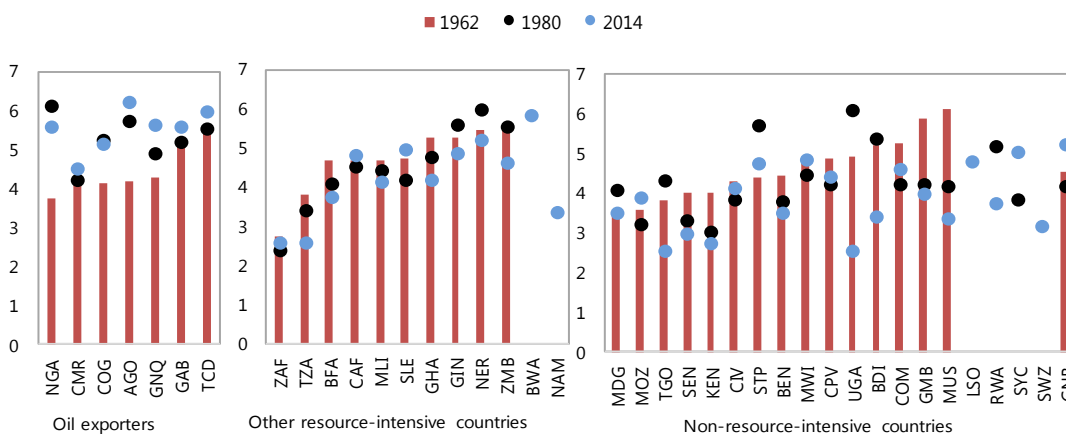 1962 1980 2014
7
6
5
4
3
2
1
0
NGA
CMR
COG
AGO
GNQ
GAB
TCD
Oil exporters
7
6
5
4
3
2
1
0
ZAF
TZA
BFA
CAF
MLI
SLE
GHA
GIN
NER
ZMB
BWA
NAM
Other resource-intensive countries
7
6
5
4
3
2
1
0
MDG
MOZ
TGO
SEN
KEN
CIV
STP
BEN
MWI
CPV
UGA
BDI
COM
GMB
MUS
LSO
RWA
SYC
SWZ
GNB
Non-resource-intensive countries